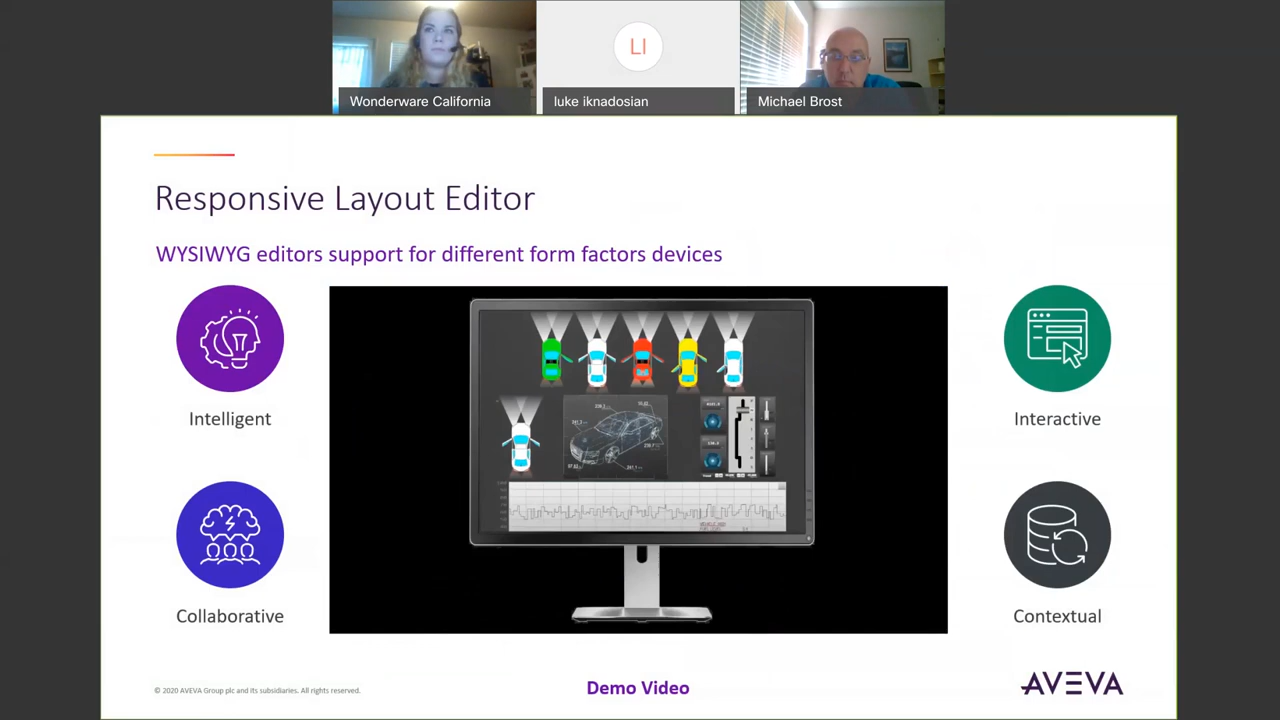 LI
Wonderware California
luke iknadosian
Michael Brost
Responsive Layout Editor
WYSIWYG editors support for different form factors devices
Intelligent
Interactive
Collaborative
Contextual
© 2020 AVEVA Group plc and its subsidiaries. All rights reserved.
Demo Video
AVEVA